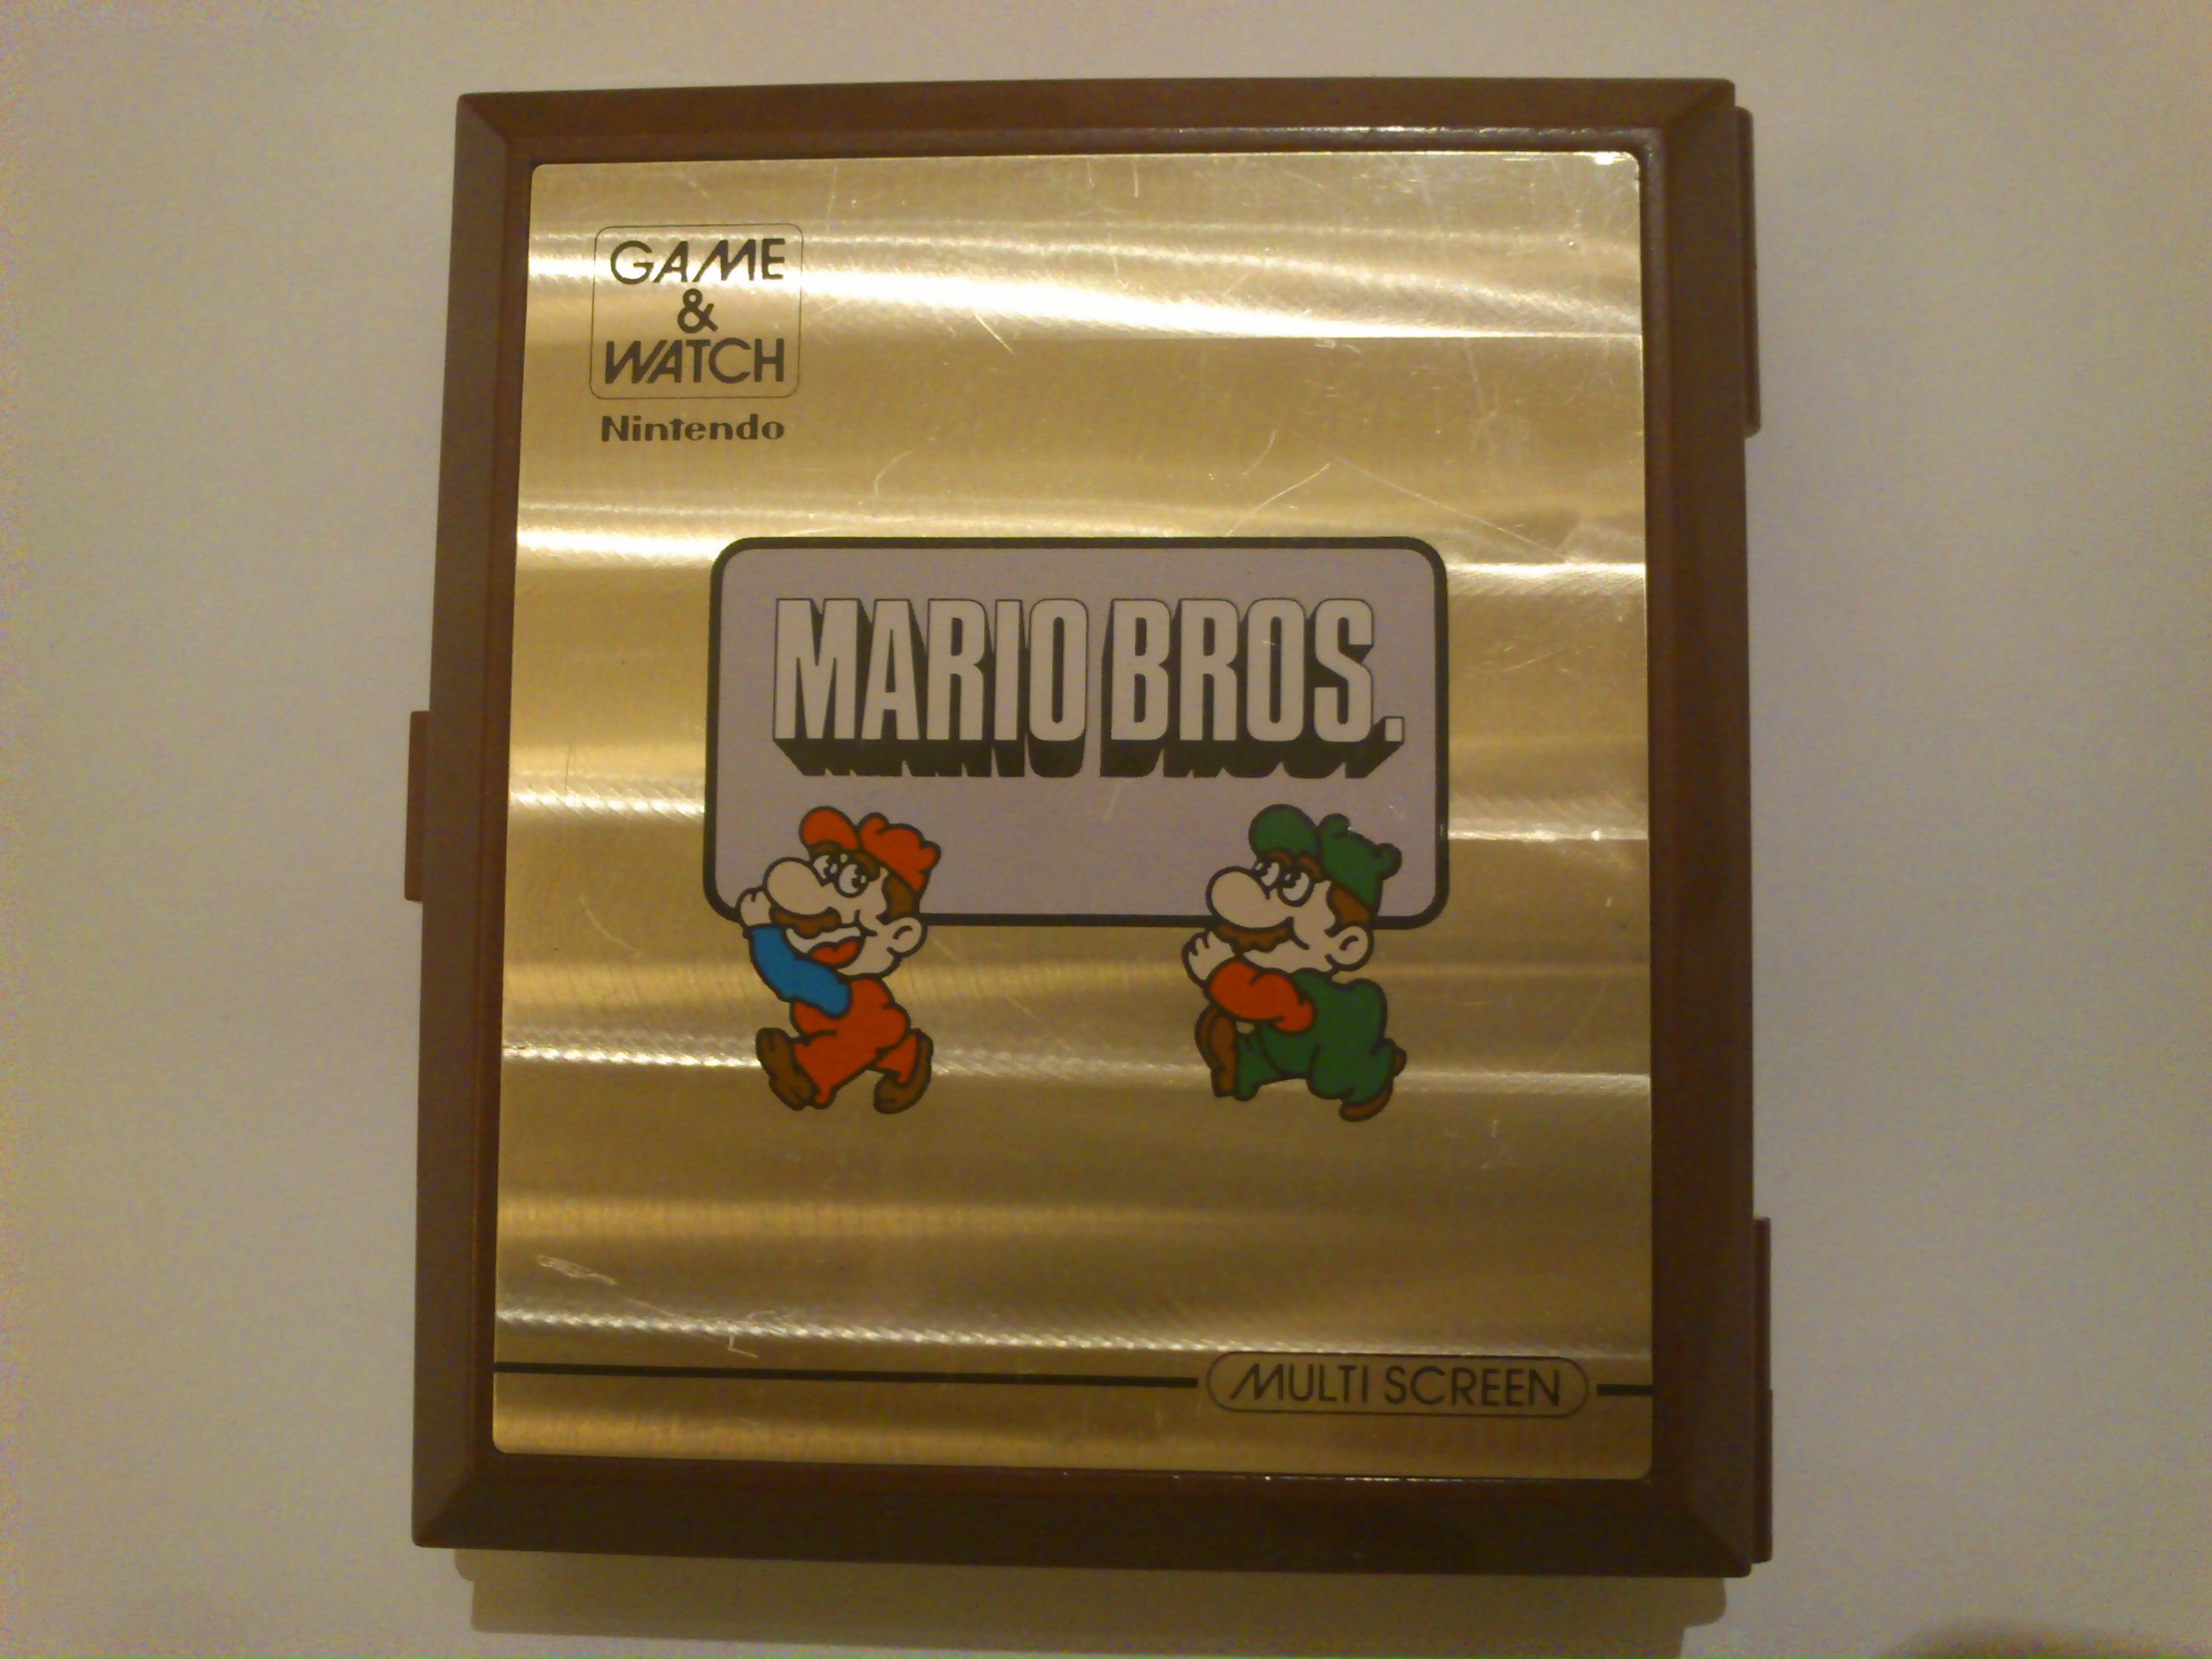 GAME
&
WATCH
Nintendo
MARIO BROS.
MULTI SCREEN